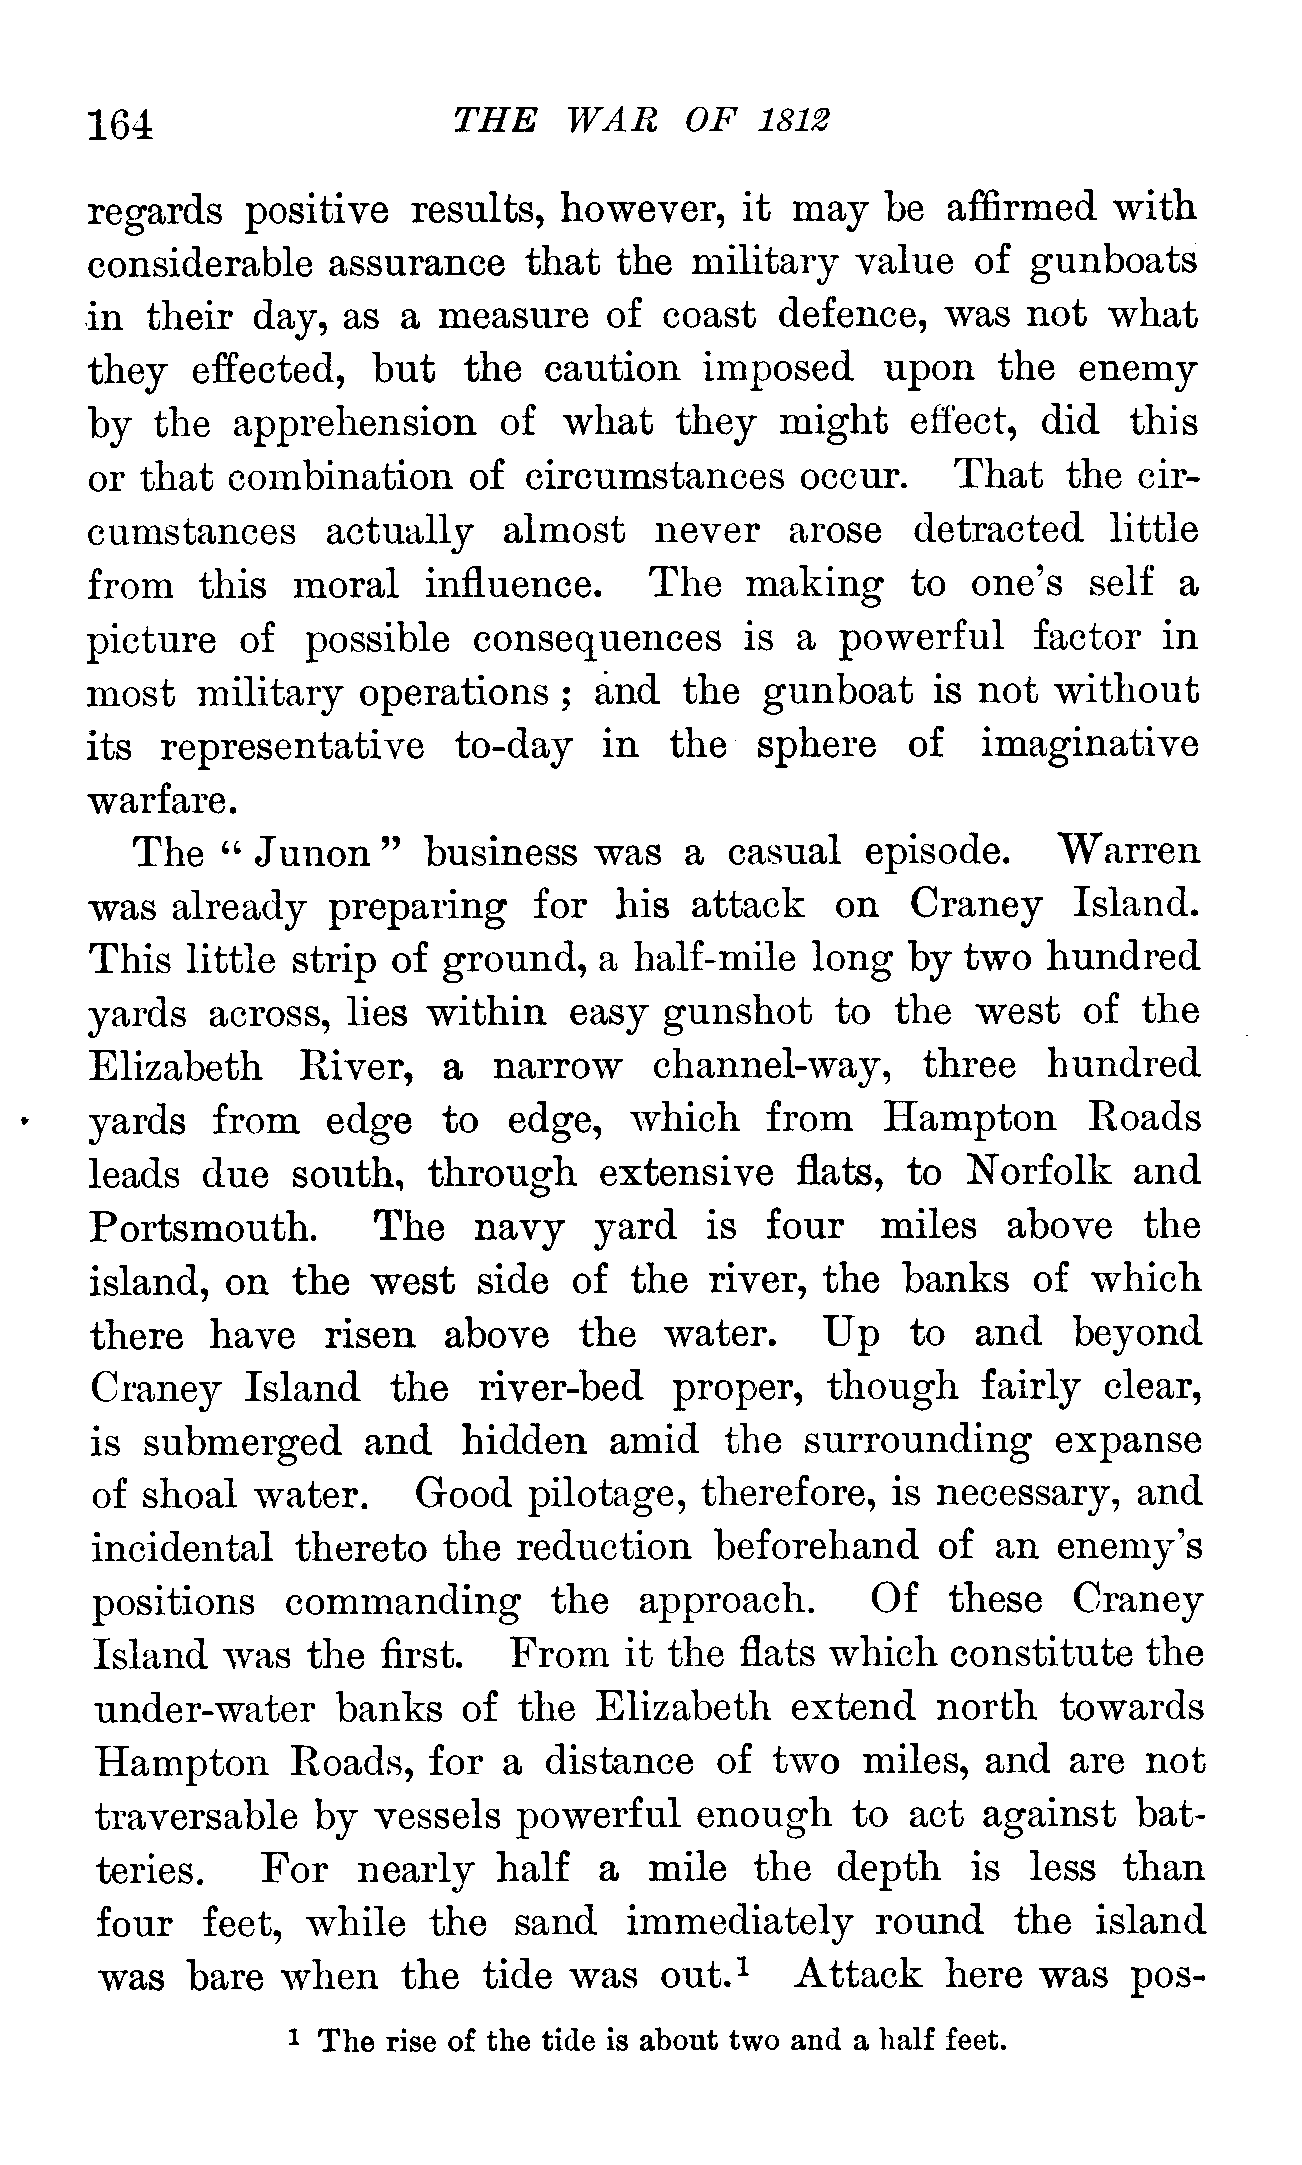 164 THE WAR OF 1812
regards positive results, however, it may be affirmed with
considerable assurance that the military value of gunboats
in their day, as a measure of coast defence, was not what
they effected, but the caution imposed upon the enemy
by the apprehension of what they might effect, did this
or that combination of circumstances occur. That the cir-
cumstances actually almost never arose detracted little
from this moral influence. The making to one's self a
picture of possible consequences is a powerful factor in
most military operations; and the gunboat is not without
its representative to-day in the sphere of imaginative
warfare.
The "Junon" business was a casual episode. Warren
was already preparing for his attack on Craney Island.
This little strip of ground, a half-mile long by two hundred
yards across, lies within easy gunshot to the west of the
Elizabeth River, a narrow channel-way, three hundred
yards from edge to edge, which from Hampton Roads
leads due south, through extensive flats, to Norfolk and
Portsmouth. The navy yard is four miles above the
island, on the west side of the river, the banks of which
there have risen above the water. Up to and beyond
Craney Island the river-bed proper, though fairly clear,
is submerged and hidden amid the surrounding expanse
of shoal water. Good pilotage, therefore, is necessary, and
incidental thereto the reduction beforehand of an enemy's
positions commanding the approach. Of these Craney
Island was the first. From it the flats which constitute the
under-water banks of the Elizabeth extend north towards
Hampton Roads, for a distance of two miles, and are not
traversable by vessels powerful enough to act against bat-
teries. For nearly half a mile the depth is less than
four feet, while the sand immediately round the island
was bare when the tide was out.¹ Attack here was pos-
¹ The rise of the tide is about two and a half feet.